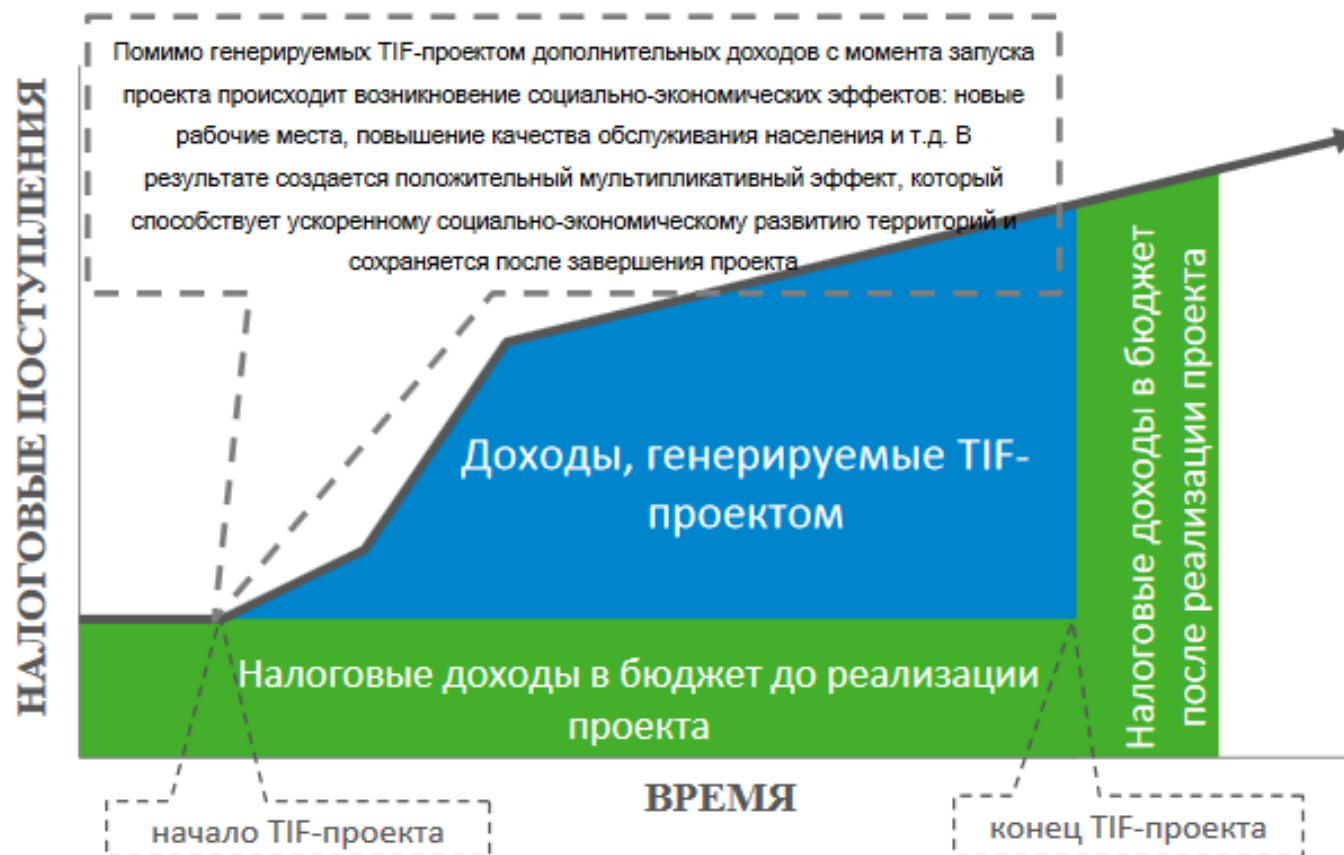 Помимо генерируемых TIF-проектом дополнительных доходов с момента запуска
проекта происходит возникновение социально-экономических эффектов: новые
рабочие места, повышение качества обслуживания населения и т.д. В
результате создается положительный мультипликативный эффект, который
способствует ускоренному социально-экономическому развитию территорий и
сохраняется после завершения проекта
НАЛОГОВЫЕ ПОСТУПЛЕНИЯ
Доходы, генерируемые TIF-
проектом
Налоговые доходы в бюджет
после реализации проекта
Налоговые доходы в бюджет до реализации
проекта
ВРЕМЯ
начало TIF-проекта
конец TIF-проекта